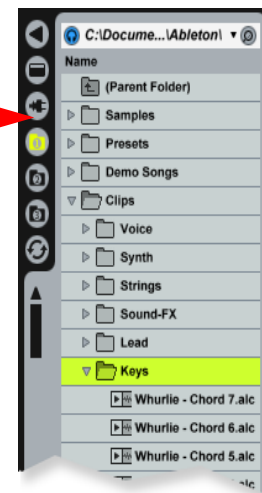 C:\Docume...\Ableton\
Name
(Parent Folder)
Samples
Presets
Demo Songs
Clips
Voice
Synth
Strings
Sound-FX
Lead
Keys
Whurlie - Chord 7.alc
Whurlie - Chord 6.alc
Whurlie - Chord 5.alc